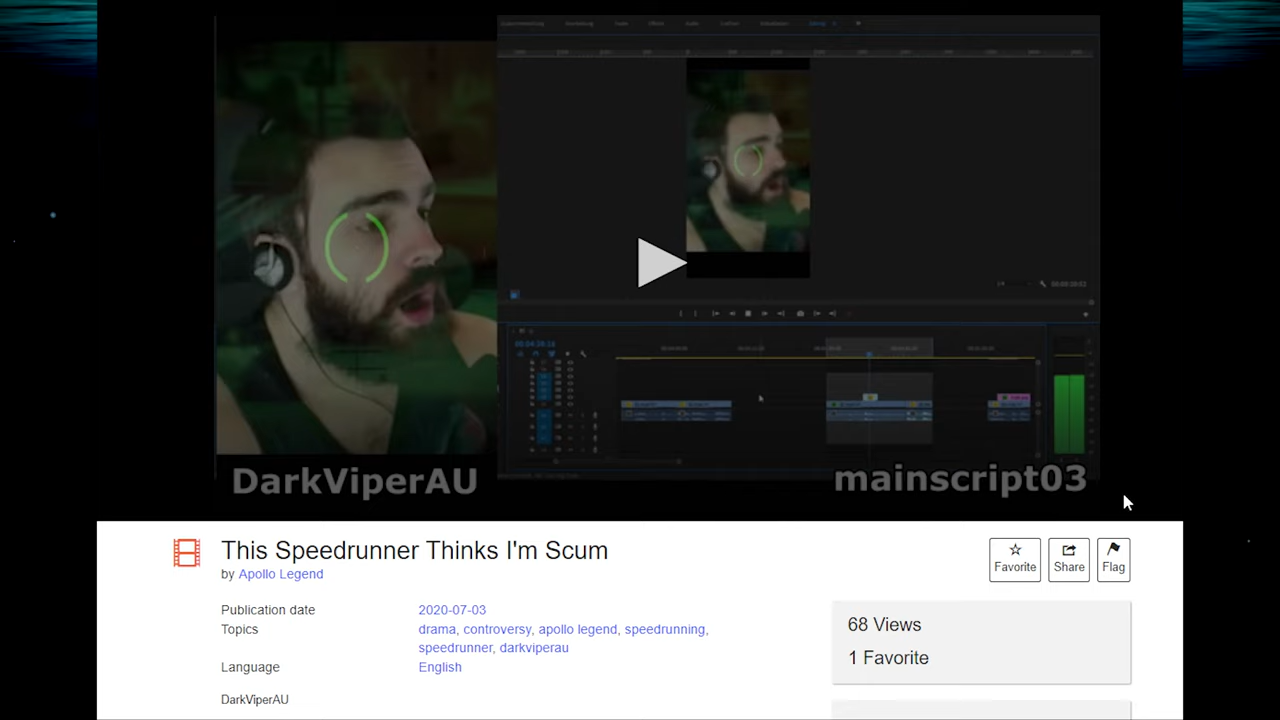 DarkViperAU
mainscript03
This Speedrunner Thinks I'm Scum
by Apollo Legend
Favorite
Share
Flag
Publication date 2020-07-03
Topics drama, controversy, apollo legend, speedrunning,
speedrunner, darkviperau
Language English
68 Views
1 Favorite
DarkViperAU